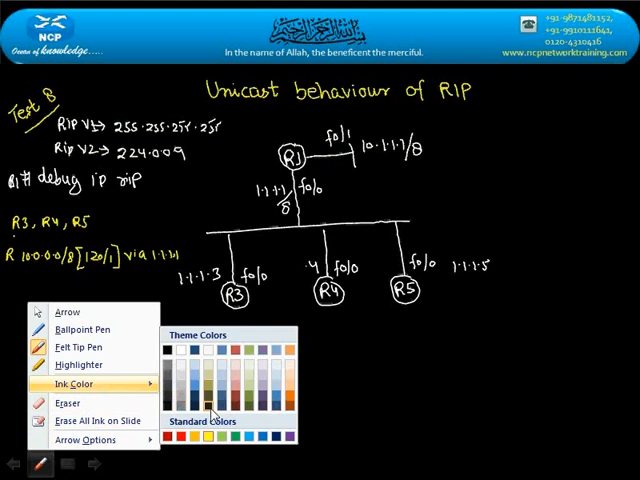 NCP
Ocean of knowledge.....
بسم الله الرحمن الرحيم
In the name of Allah, the beneficent the merciful.
+91-9871481152,
+91-9910111641,
0120-4310416
www.ncpnetworktraining.com
Unicast behaviour of RIP
Test 8
RIP V1→ 255.255.255.255
Rip V2→ 224.0.0.9
R1# debug ip rip
R3, R4, R5
R 10.0.0.0/8 [120/1] via 1.1.1.1
R1
f0/1
10.1.1.1/8
1.1.1.1
/8
f0/0
1.1.1.3
f0/0
R3
.4
f0/0
R4
f0/0
R5
1.1.1.5
Arrow
Ballpoint Pen
Felt Tip Pen
Highlighter
Ink Color
Eraser
Erase All Ink on Slide
Arrow Options
Theme Colors
Standard Colors